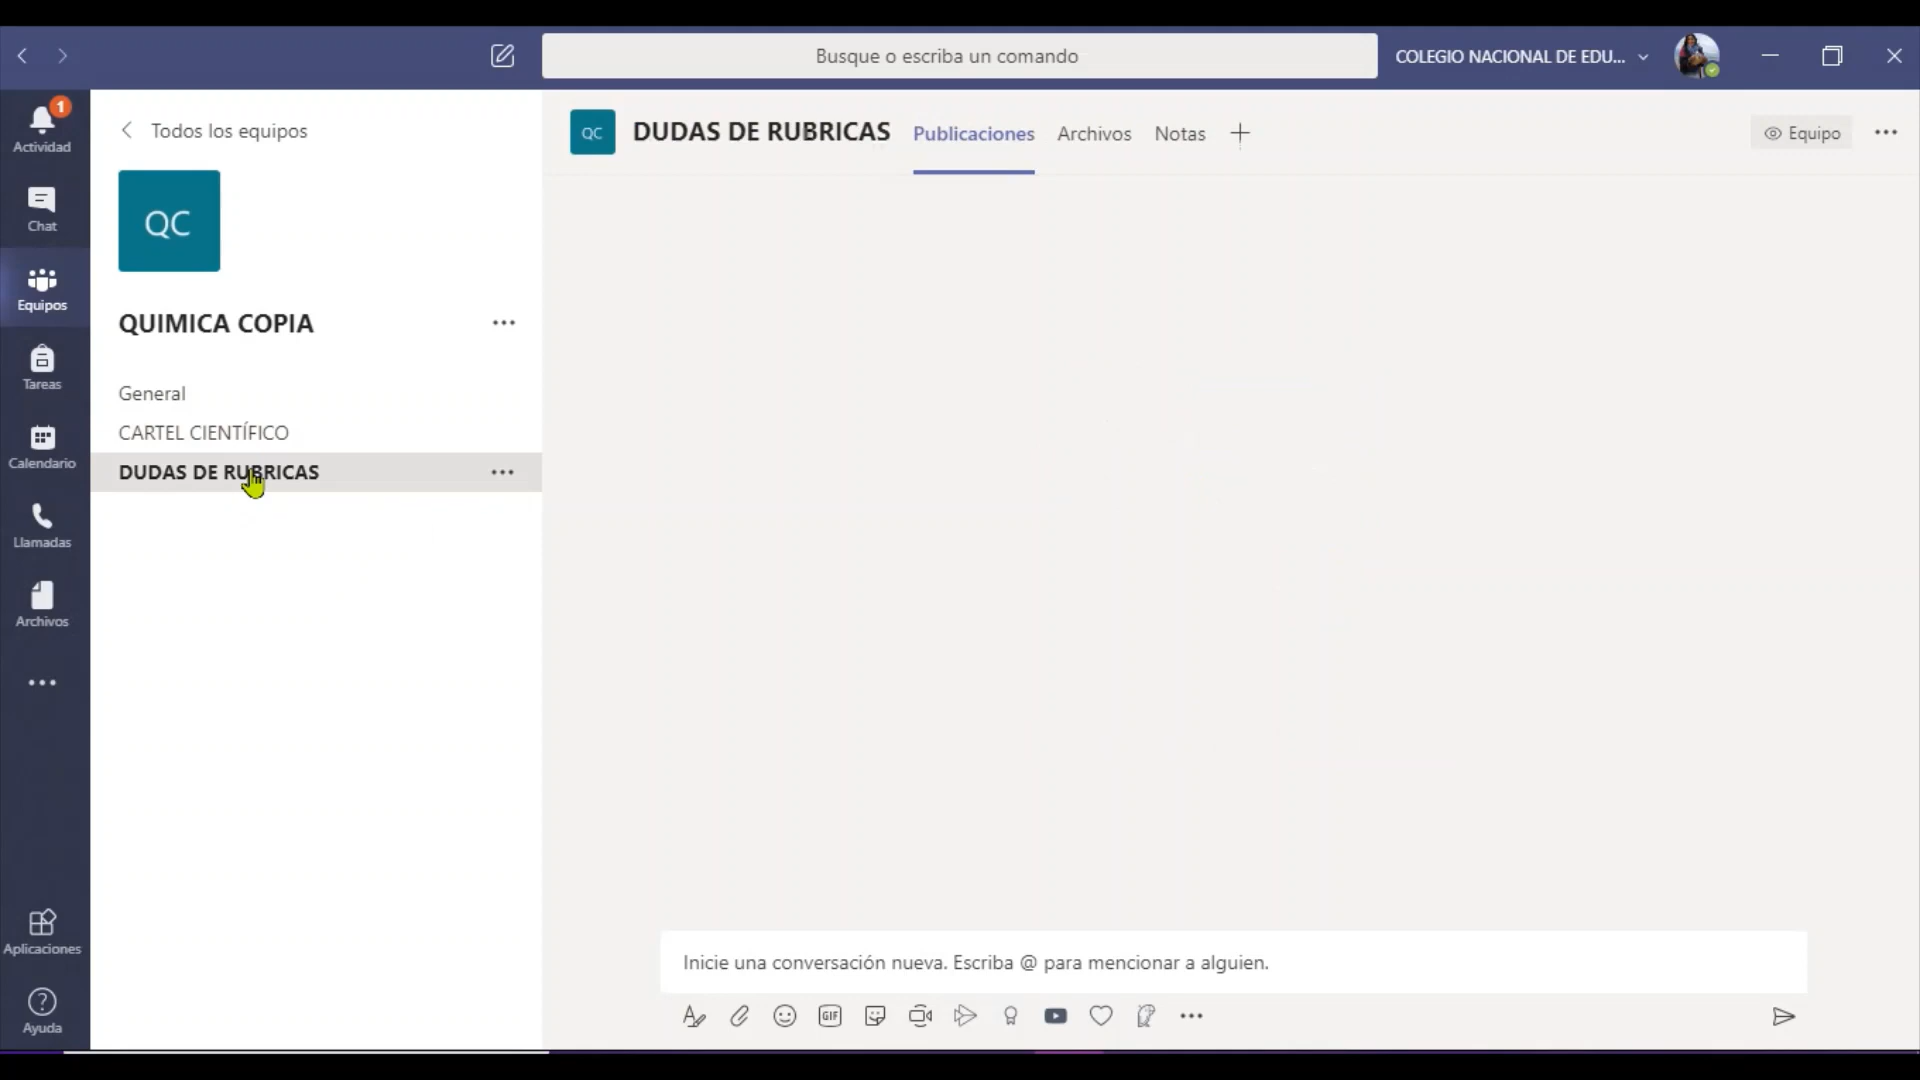 Busque o escriba un comando
COLEGIO NACIONAL DE EDU...
1
Actividad
Chat
Equipos
Tareas
Calendario
Llamadas
Archivos
Aplicaciones
Ayuda
Todos los equipos
QC
QUIMICA COPIA
General
CARTEL CIENTÍFICO
DUDAS DE RUBRICAS
QC
DUDAS DE RUBRICAS
Publicaciones
Archivos
Notas
Equipo
Inicie una conversación nueva. Escriba @ para mencionar a alguien.
GIF